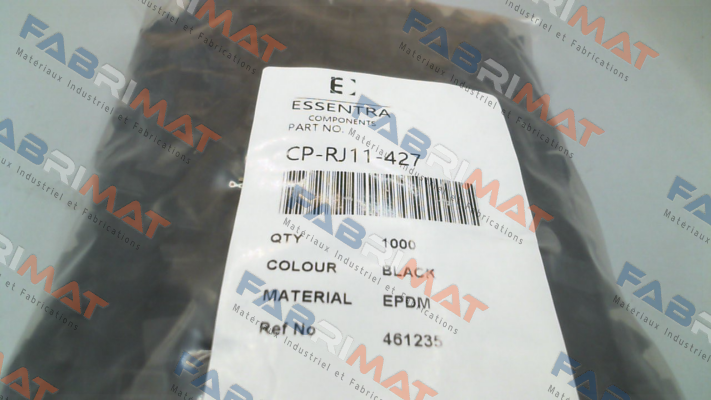 ESSENTRA
COMPONENTS
PART NO.
CP-RJ11-427
QTY 1000
COLOUR BLACK
MATERIAL EPDM
Ref No 461235
FABRIMAT
Matériaux Industriel et Fabrications